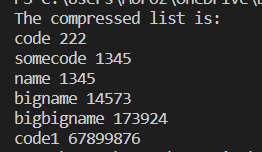 The compressed list is:
code 222
somecode 1345
name 1345
bigname 14573
bigbigname 173924
code1 67899876